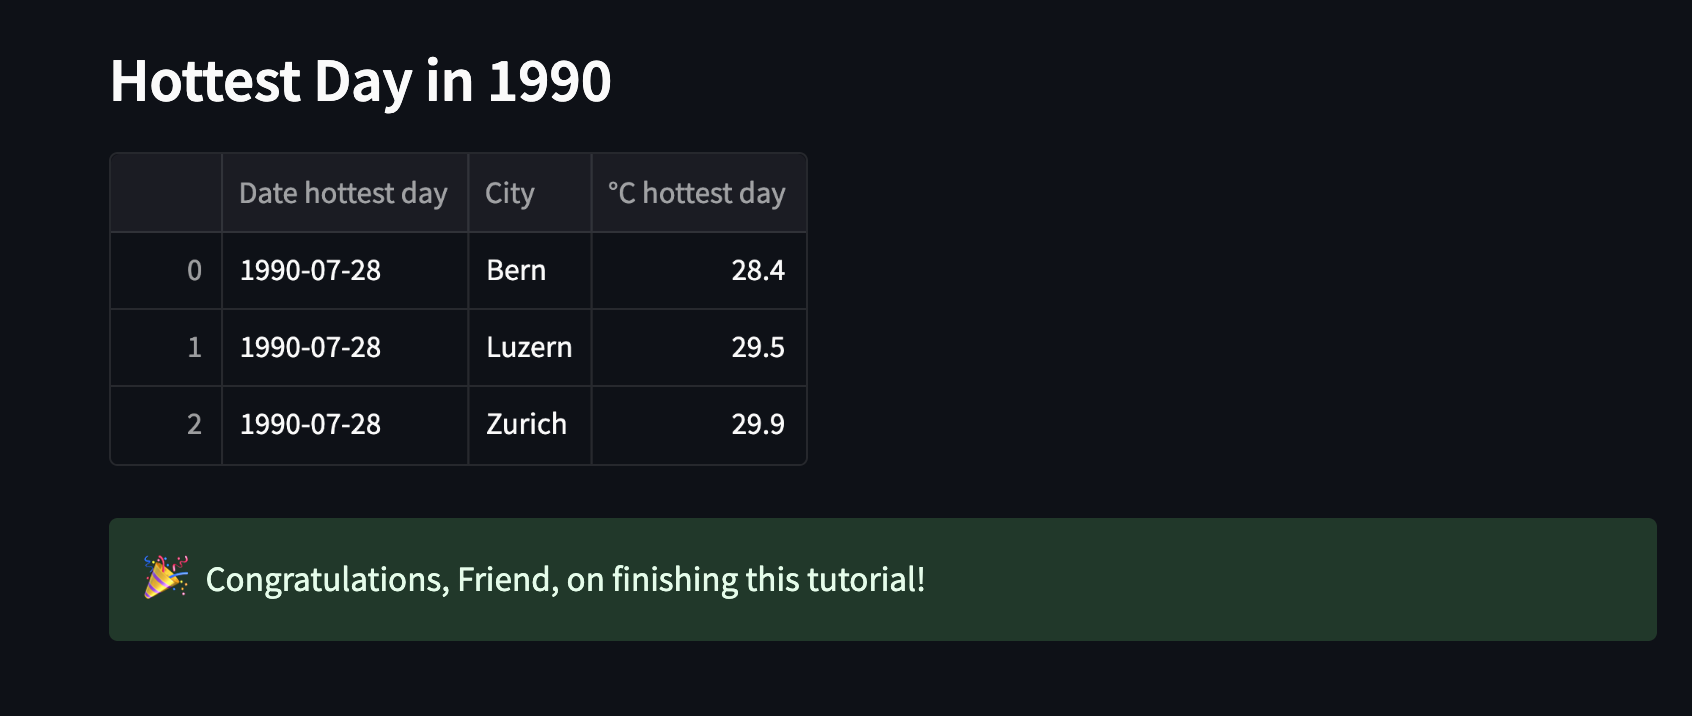 Hottest Day in 1990
Date hottest day City °C hottest day
0 1990-07-28 Bern 28.4
1 1990-07-28 Luzern 29.5
2 1990-07-28 Zurich 29.9
🎉 Congratulations, Friend, on finishing this tutorial!